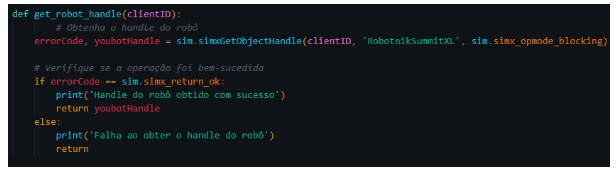 def get_robot_handle(clientID):
# Obtenha o handle do robô
errorCode, youbotHandle = sim.simxGetObjectHandle(clientID, 'RobotnikSummitXL', sim.simx_opmode_blocking)
# Verifique se a operação foi bem-sucedida
if errorCode == sim.simx_return_ok:
print('Handle do robô obtido com sucesso')
return youbotHandle
else:
print('Falha ao obter o handle do robô')
return